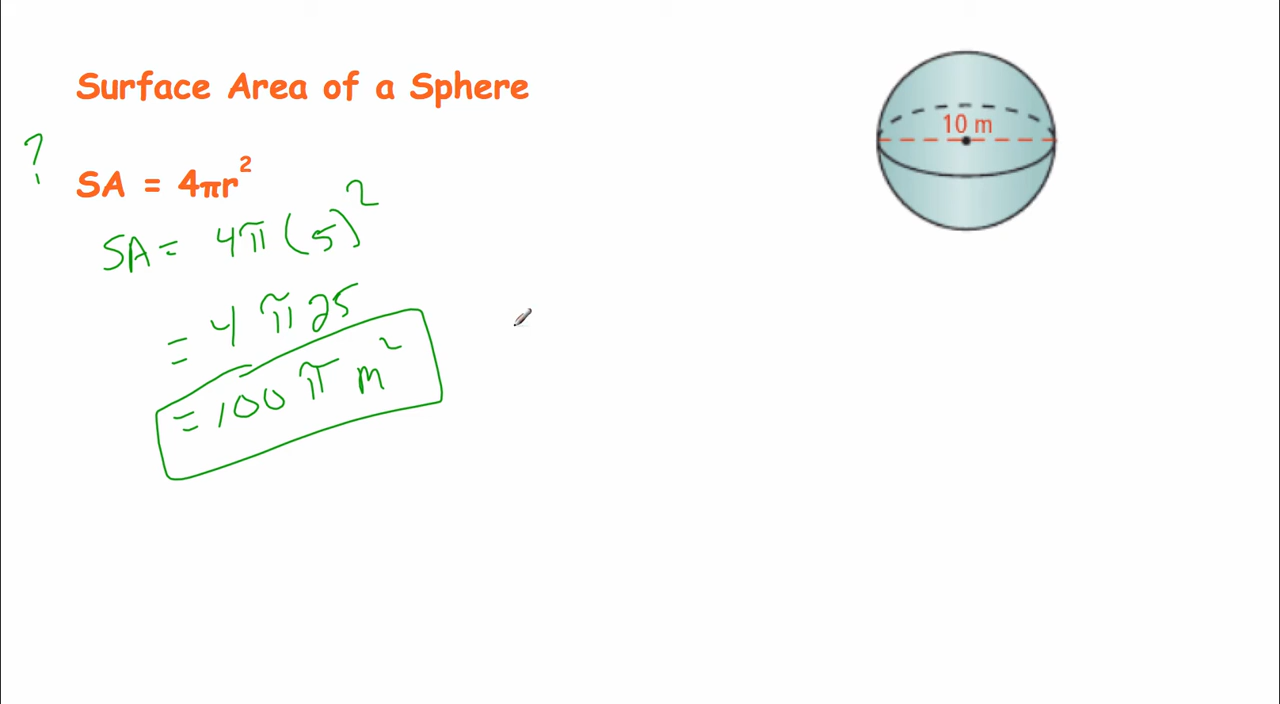 Surface Area of a Sphere
10 m
?
SA = 4πr²
SA = 4π(5)²
= 4π25
= 100π m²